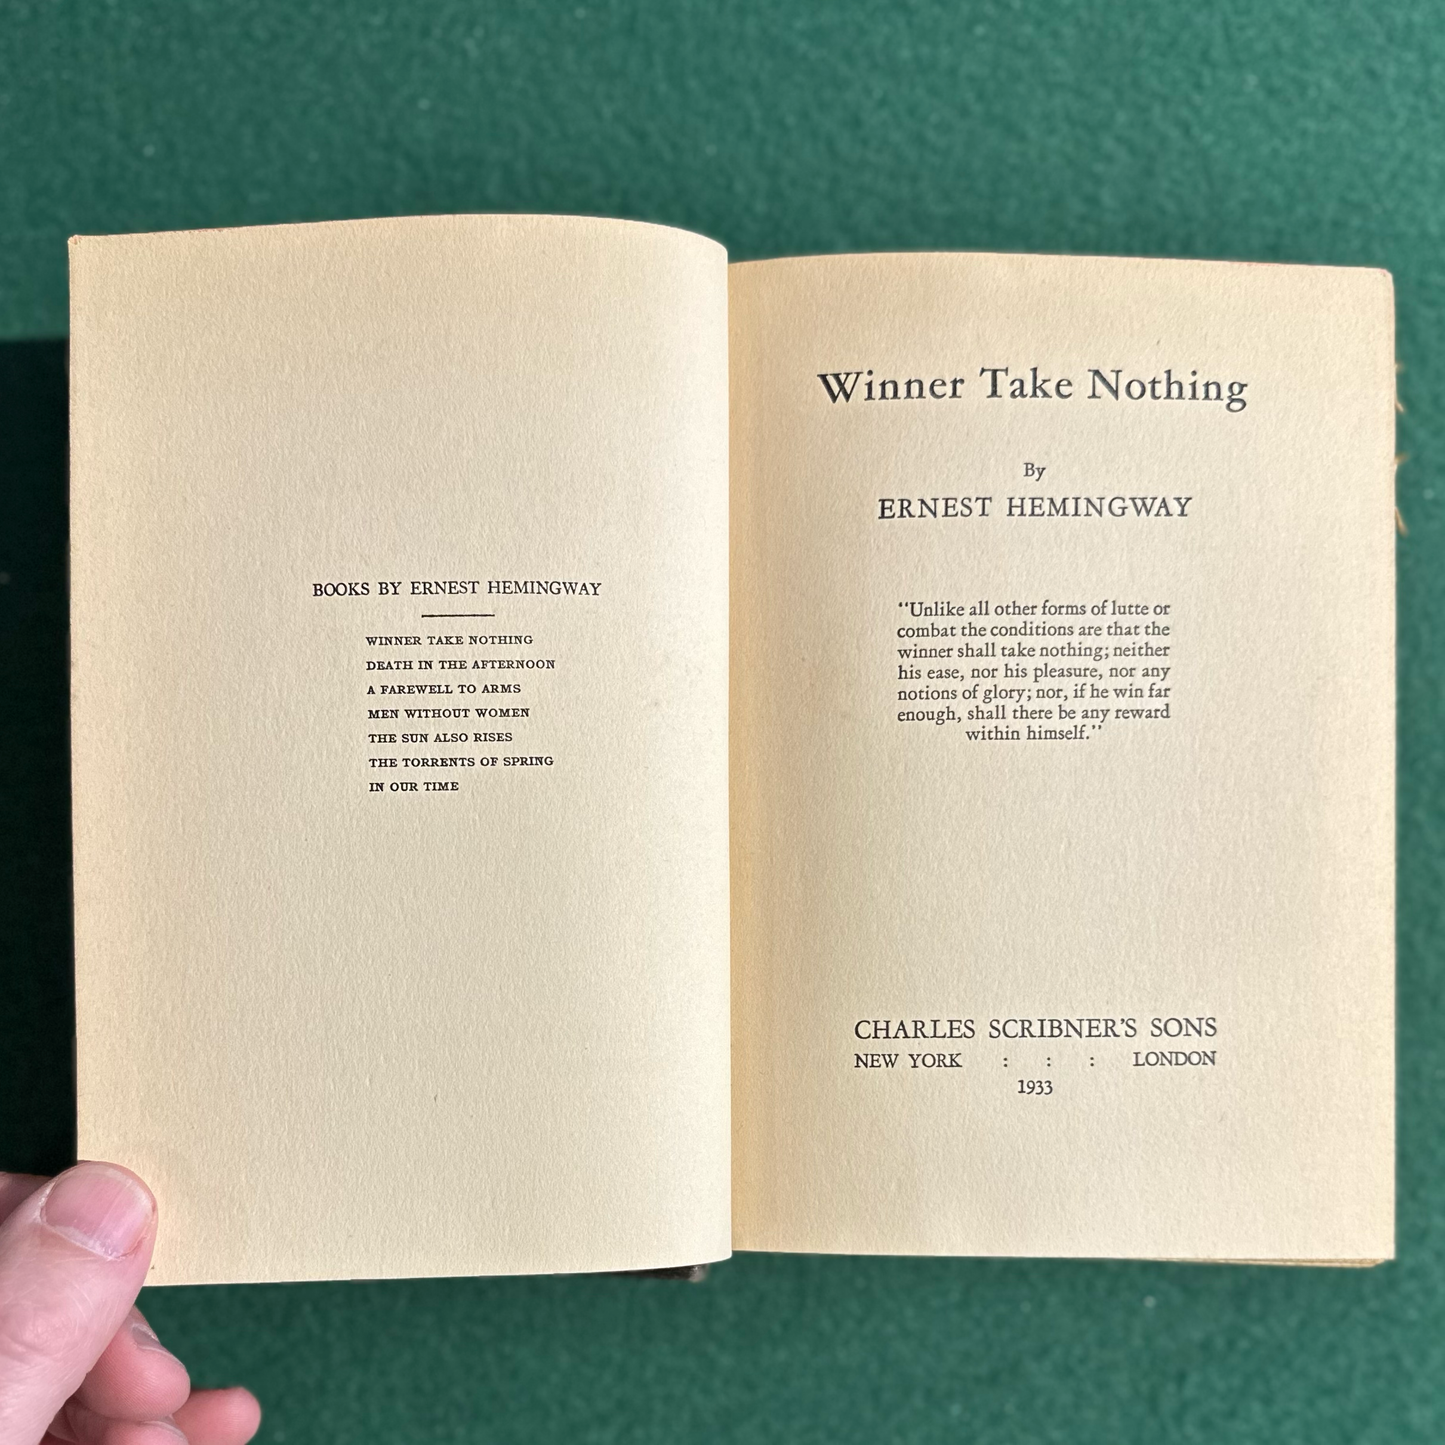 BOOKS BY ERNEST HEMINGWAY
WINNER TAKE NOTHING
DEATH IN THE AFTERNOON
A FAREWELL TO ARMS
MEN WITHOUT WOMEN
THE SUN ALSO RISES
THE TORRENTS OF SPRING
IN OUR TIME
Winner Take Nothing
By
ERNEST HEMINGWAY
"Unlike all other forms of lutte or
combat the conditions are that the
winner shall take nothing; neither
his ease, nor his pleasure, nor any
notions of glory; nor, if he win far
enough, shall there be any reward
within himself."
CHARLES SCRIBNER'S SONS
NEW YORK : : : LONDON
1933